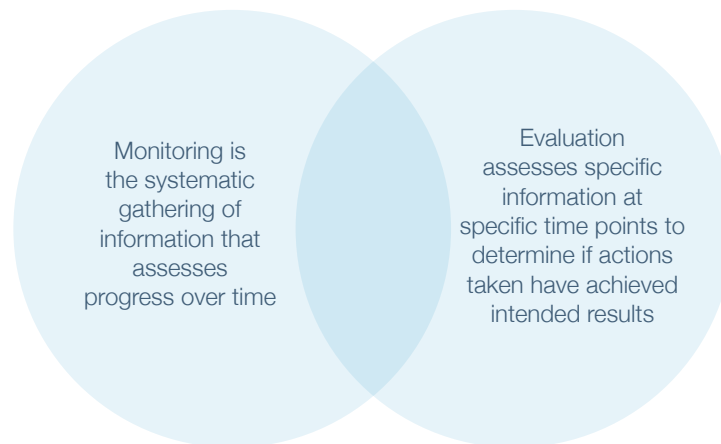 Monitoring is
the systematic
gathering of
information that
assesses
progress over time
Evaluation
assesses specific
information at
specific time points to
determine if actions
taken have achieved
intended results